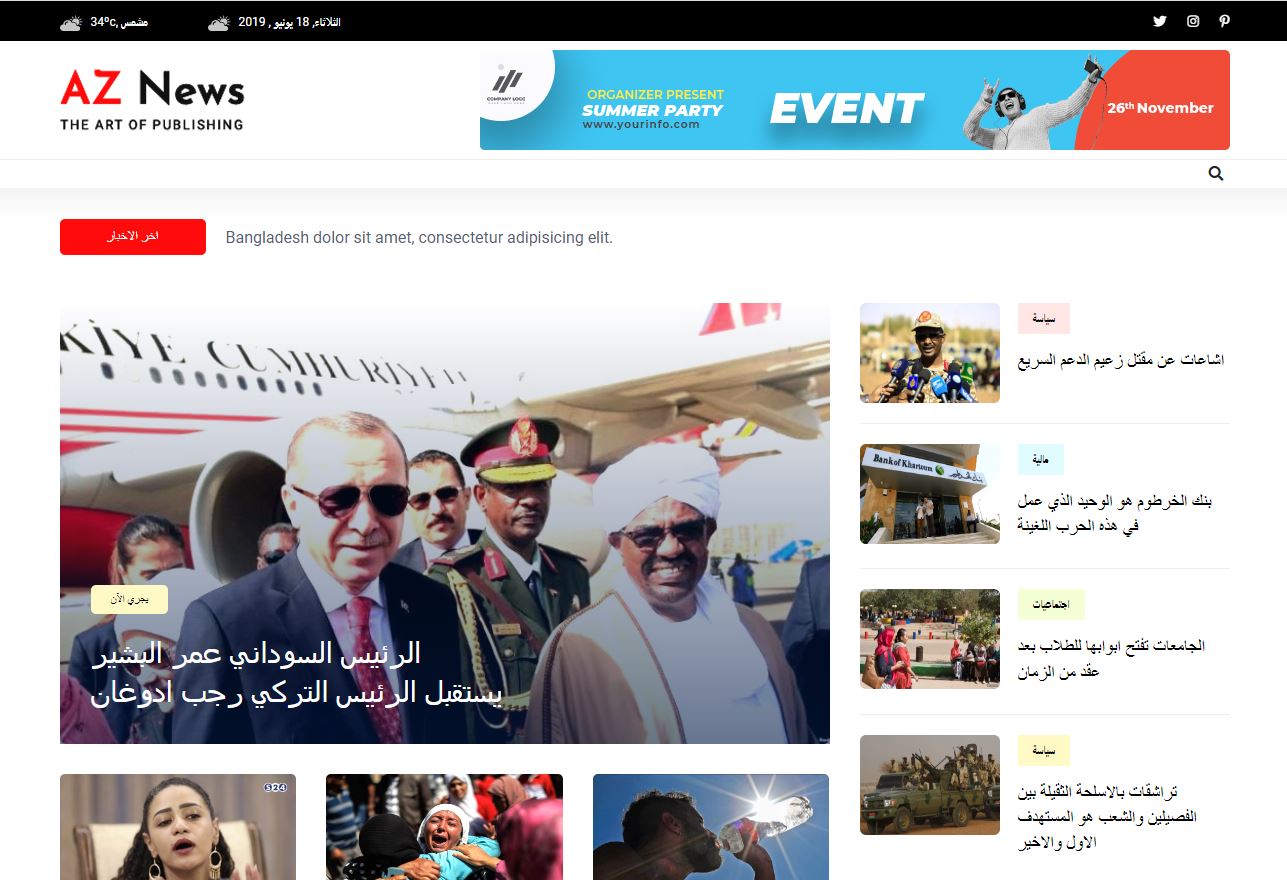 34ºc, مشمس
الثلاثاء, 18 يونيو , 2019
AZ News
THE ART OF PUBLISHING
COMPANY LOGO
ORGANIZER PRESENT
SUMMER PARTY
www.yourinfo.com
EVENT
26th November
اخر الاخبار
Bangladesh dolor sit amet, consectetur adipisicing elit.
KİYE CUMHURİYETİ
يجري الآن
الرئيس السوداني عمر البشير
يستقبل الرئيس التركي رجب ادوغان
سياسة
اشاعات عن مقتل زعيم الدعم السريع
Bank of Khartoum
مالية
بنك الخرطوم هو الوحيد الذي عمل
في هذه الحرب اللغينة
اجتماعيات
الجامعات تفتح ابوابها للطلاب بعد
عقد من الزمان
سياسة
تراشقات بالاسلحة الثقيلة بين
الفصيلين والشعب هو المستهدف
الاول والاخير
S24